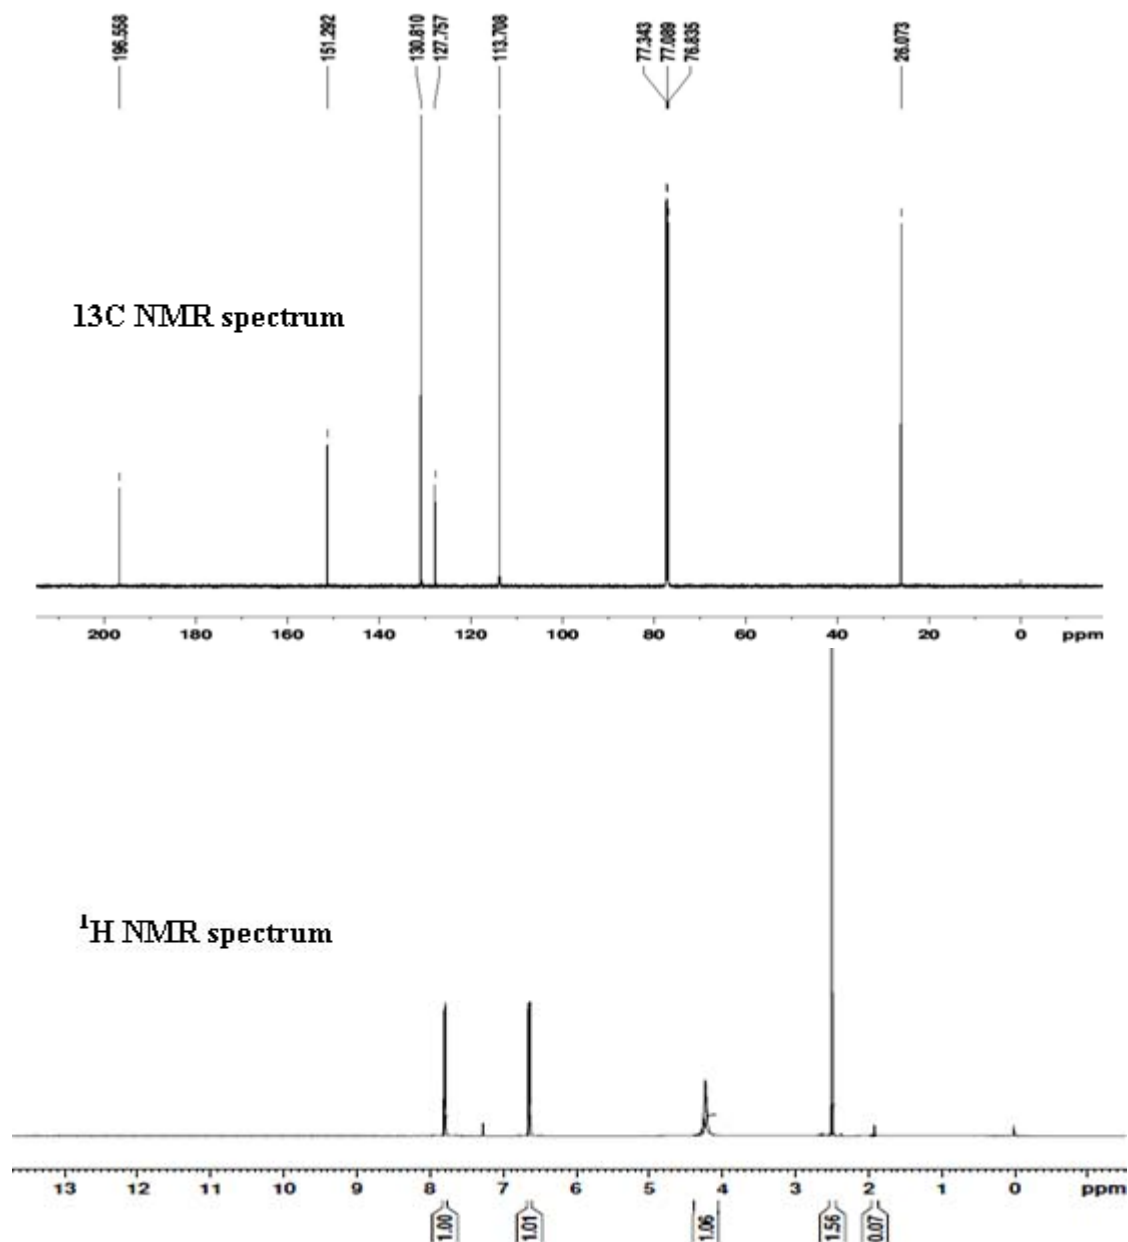 196.558 151.292 130.810 127.757 113.708 77.343 77.089 76.835 26.073
13C NMR spectrum
200 180 160 140 120 100 80 60 40 20 0 ppm
¹H NMR spectrum
13 12 11 10 9 8 7 6 5 4 3 2 1 0 ppm
1.00 1.01 1.06 1.56 0.07